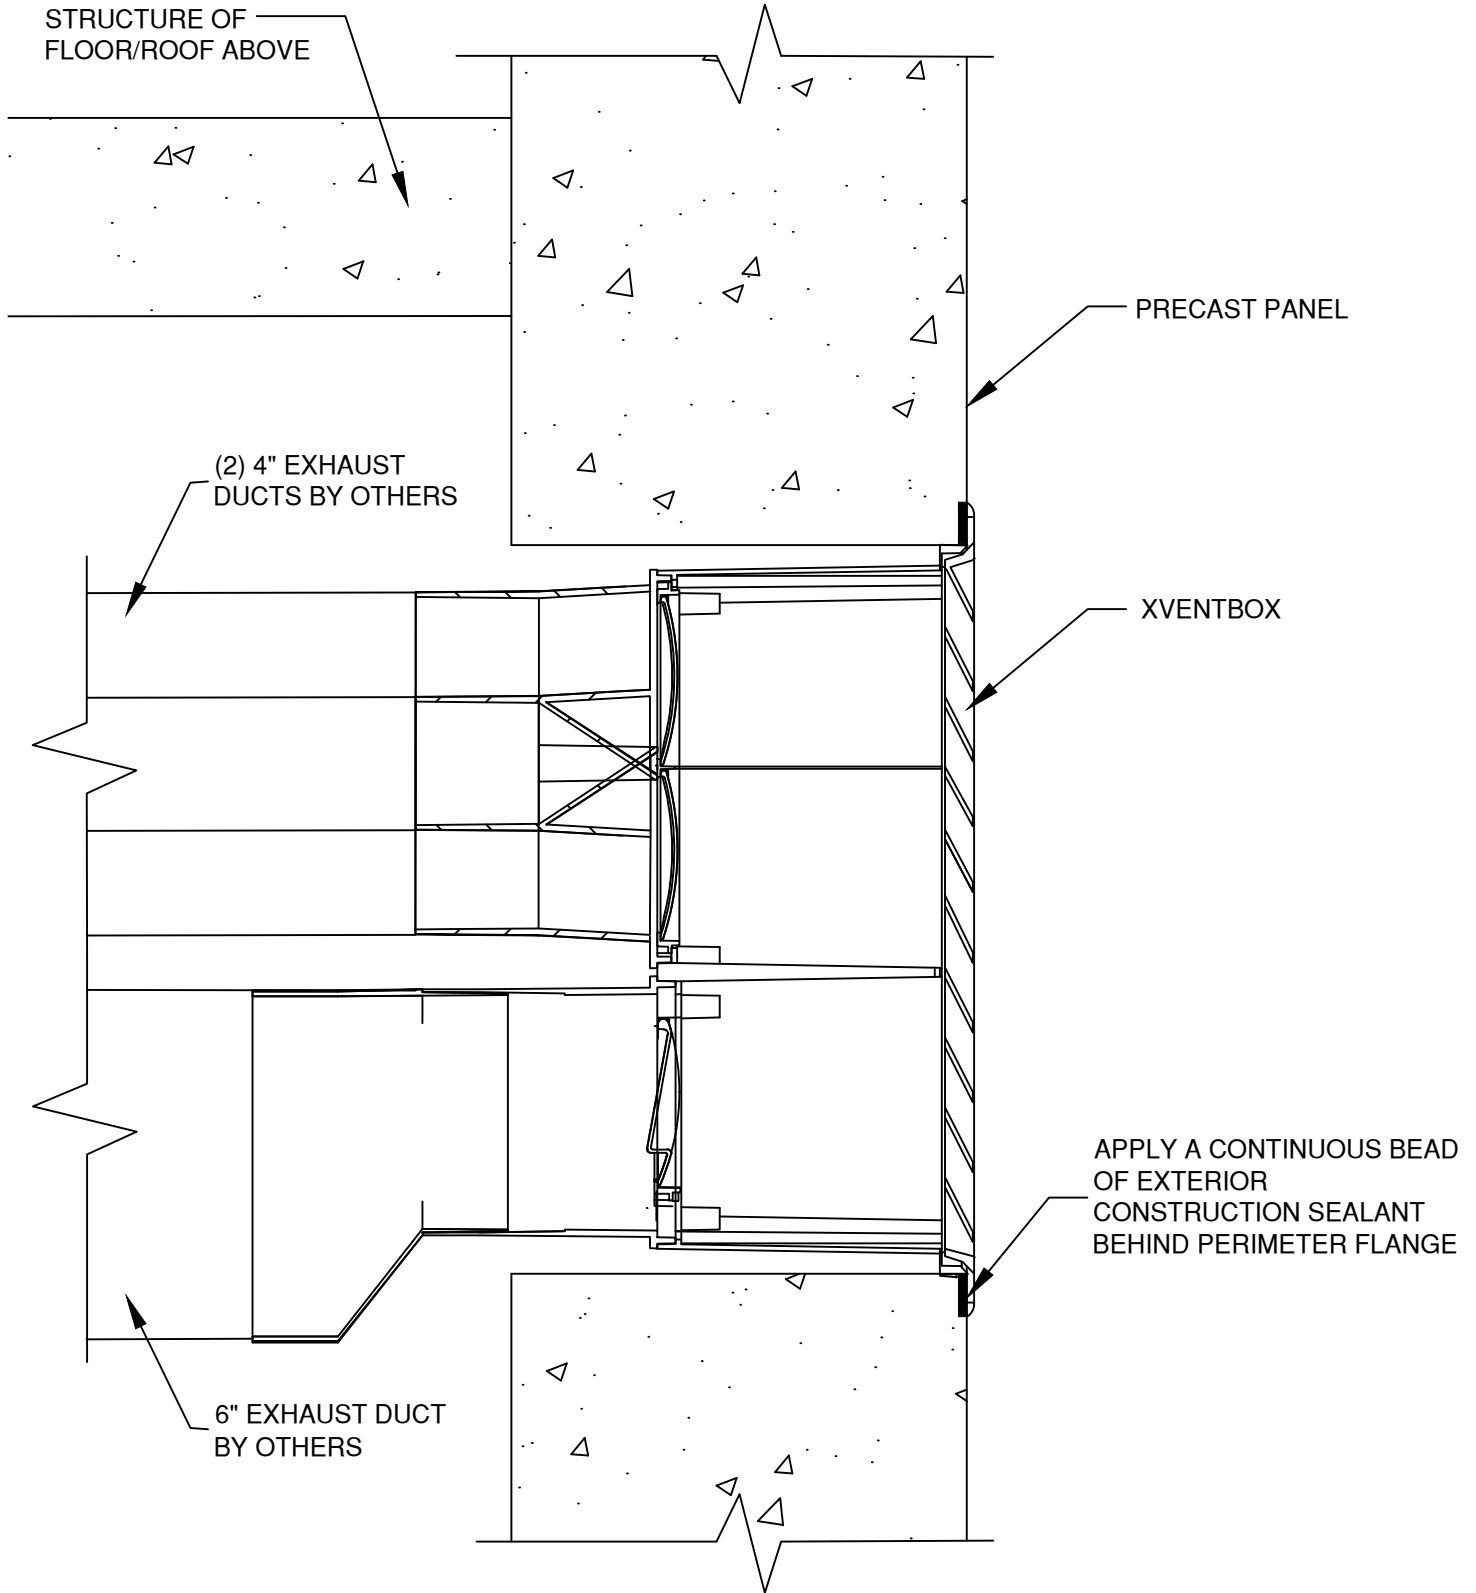 STRUCTURE OF
FLOOR/ROOF ABOVE
PRECAST PANEL
(2) 4" EXHAUST
DUCTS BY OTHERS
XVENTBOX
APPLY A CONTINUOUS BEAD
OF EXTERIOR
CONSTRUCTION SEALANT
BEHIND PERIMETER FLANGE
6" EXHAUST DUCT
BY OTHERS